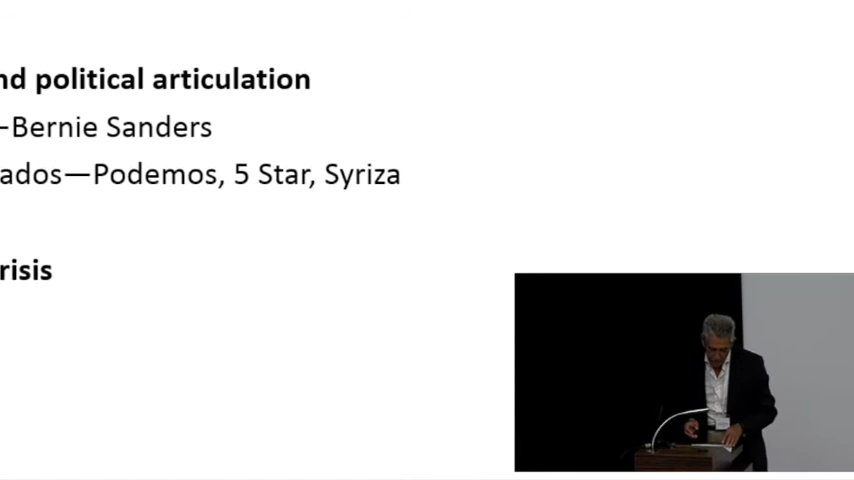 nd political articulation
–Bernie Sanders
ados—Podemos, 5 Star, Syriza
risis